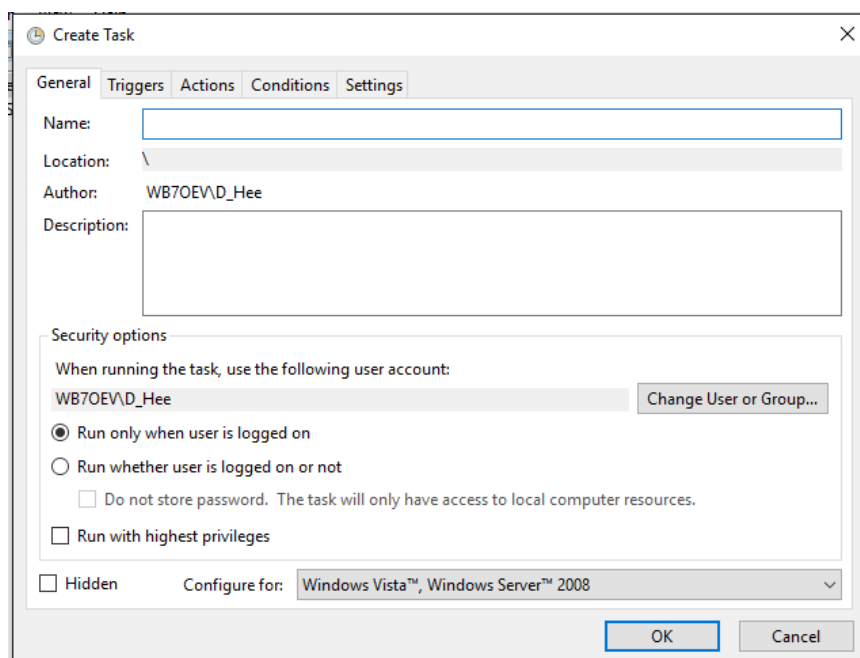 Create Task
General Triggers Actions Conditions Settings
Name:
Location: \
Author: WB7OEV\D_Hee
Description:
Security options
When running the task, use the following user account:
WB7OEV\D_Hee Change User or Group...
Run only when user is logged on
Run whether user is logged on or not
Do not store password. The task will only have access to local computer resources.
Run with highest privileges
Hidden Configure for: Windows Vista™, Windows Server™ 2008
OK Cancel